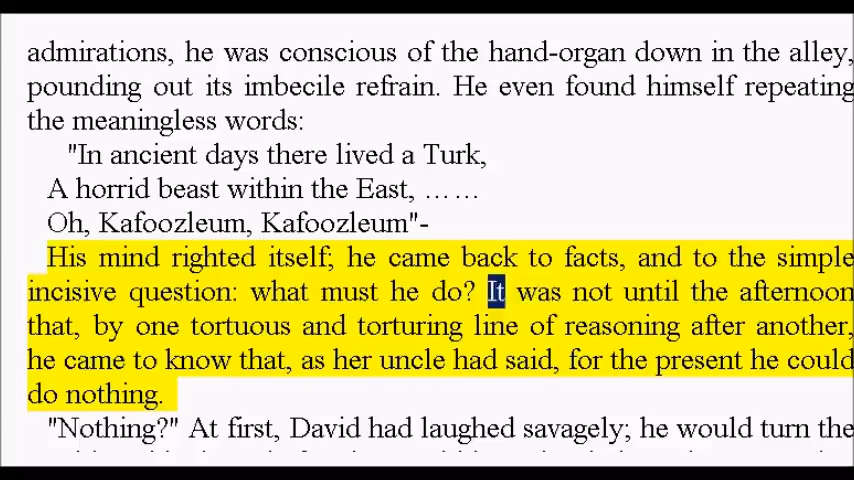 admirations, he was conscious of the hand-organ down in the alley,
pounding out its imbecile refrain. He even found himself repeating
the meaningless words:
"In ancient days there lived a Turk,
A horrid beast within the East, ……
Oh, Kafoozleum, Kafoozleum"-
His mind righted itself; he came back to facts, and to the simple
incisive question: what must he do? It was not until the afternoon
that, by one tortuous and torturing line of reasoning after another,
he came to know that, as her uncle had said, for the present he could
do nothing.
"Nothing?" At first, David had laughed savagely; he would turn the